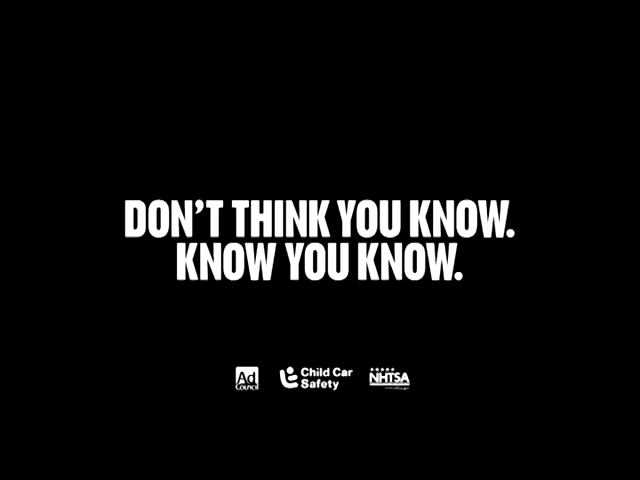 DON'T THINK YOU KNOW.
KNOW YOU KNOW.
Ad Council
Child Car
Safety
NHTSA